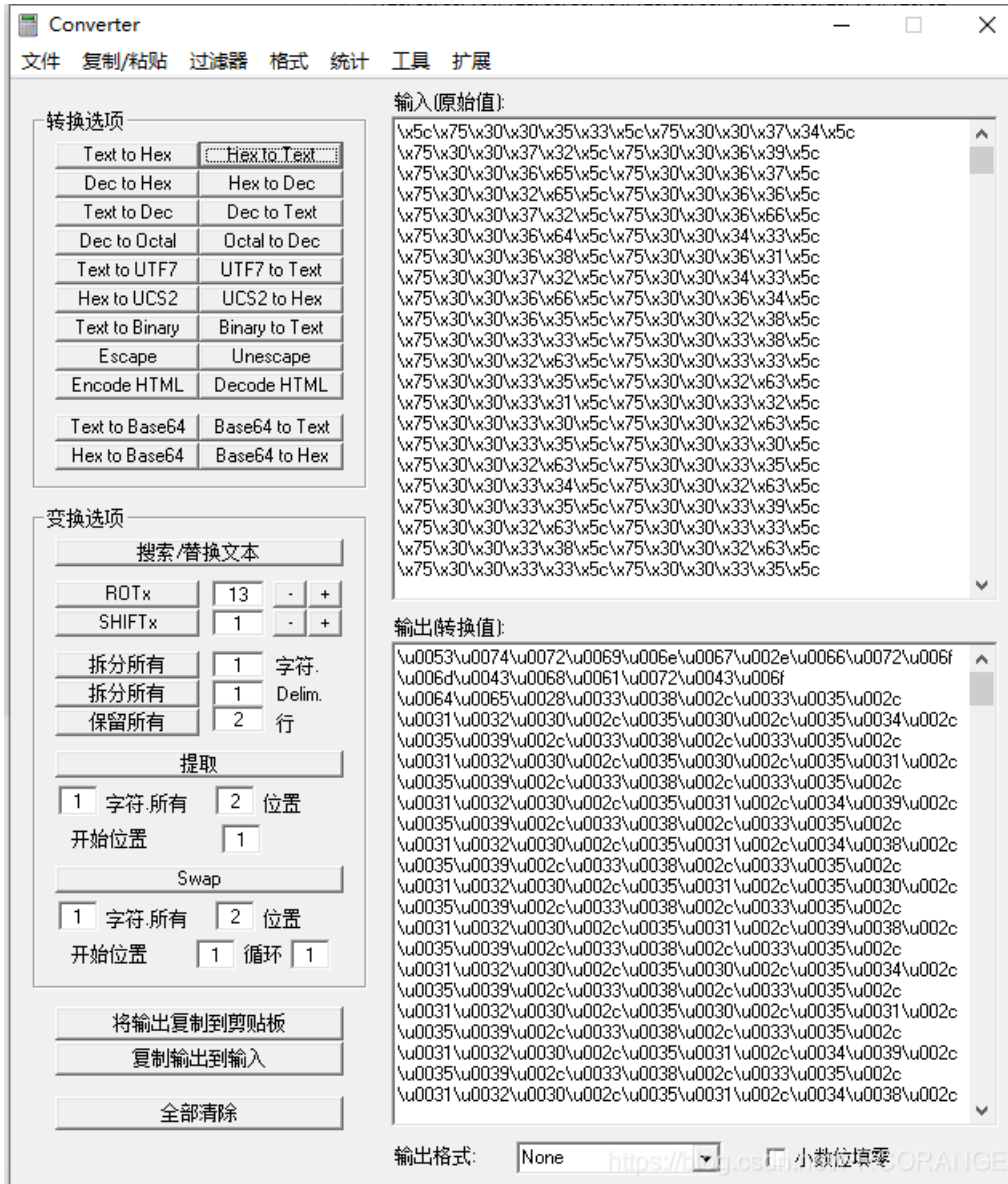 Converter
文件 复制/粘贴 过滤器 格式 统计 工具 扩展
转换选项
Text to Hex Hex to Text
Dec to Hex Hex to Dec
Text to Dec Dec to Text
Dec to Octal Octal to Dec
Text to UTF7 UTF7 to Text
Hex to UCS2 UCS2 to Hex
Text to Binary Binary to Text
Escape Unescape
Encode HTML Decode HTML
Text to Base64 Base64 to Text
Hex to Base64 Base64 to Hex
变换选项
搜索/替换文本
ROTx 13 - +
SHIFTx 1 - +
拆分所有 1 字符.
拆分所有 1 Delim.
保留所有 2 行
提取
1 字符.所有 2 位置
开始位置 1
Swap
1 字符.所有 2 位置
开始位置 1 循环 1
将输出复制到剪贴板
复制输出到输入
全部清除
输入(原始值):
\x5c\x75\x30\x30\x35\x33\x5c\x75\x30\x30\x37\x34\x5c
\x75\x30\x30\x37\x32\x5c\x75\x30\x30\x36\x39\x5c
\x75\x30\x30\x36\x65\x5c\x75\x30\x30\x36\x37\x5c
\x75\x30\x30\x32\x65\x5c\x75\x30\x30\x36\x36\x5c
\x75\x30\x30\x37\x32\x5c\x75\x30\x30\x36\x66\x5c
\x75\x30\x30\x36\x64\x5c\x75\x30\x30\x34\x33\x5c
\x75\x30\x30\x36\x38\x5c\x75\x30\x30\x36\x31\x5c
\x75\x30\x30\x37\x32\x5c\x75\x30\x30\x34\x33\x5c
\x75\x30\x30\x36\x66\x5c\x75\x30\x30\x36\x34\x5c
\x75\x30\x30\x36\x35\x5c\x75\x30\x30\x32\x38\x5c
\x75\x30\x30\x33\x33\x5c\x75\x30\x30\x33\x38\x5c
\x75\x30\x30\x32\x63\x5c\x75\x30\x30\x33\x33\x5c
\x75\x30\x30\x33\x35\x5c\x75\x30\x30\x32\x63\x5c
\x75\x30\x30\x33\x31\x5c\x75\x30\x30\x33\x32\x5c
\x75\x30\x30\x33\x30\x5c\x75\x30\x30\x32\x63\x5c
\x75\x30\x30\x33\x35\x5c\x75\x30\x30\x33\x30\x5c
\x75\x30\x30\x32\x63\x5c\x75\x30\x30\x33\x35\x5c
\x75\x30\x30\x33\x34\x5c\x75\x30\x30\x32\x63\x5c
\x75\x30\x30\x33\x35\x5c\x75\x30\x30\x33\x39\x5c
\x75\x30\x30\x32\x63\x5c\x75\x30\x30\x33\x33\x5c
\x75\x30\x30\x33\x38\x5c\x75\x30\x30\x32\x63\x5c
\x75\x30\x30\x33\x33\x5c\x75\x30\x30\x33\x35\x5c
输出(转换值):
\u0053\u0074\u0072\u0069\u006e\u0067\u002e\u0066\u0072\u006f
\u006d\u0043\u0068\u0061\u0072\u0043\u006f
\u0064\u0065\u0028\u0033\u0038\u002c\u0033\u0035\u002c
\u0031\u0032\u0030\u002c\u0035\u0030\u002c\u0035\u0034\u002c
\u0035\u0039\u002c\u0033\u0038\u002c\u0033\u0035\u002c
\u0031\u0032\u0030\u002c\u0035\u0030\u002c\u0035\u0031\u002c
\u0035\u0039\u002c\u0033\u0038\u002c\u0033\u0035\u002c
\u0031\u0032\u0030\u002c\u0035\u0031\u002c\u0034\u0039\u002c
\u0035\u0039\u002c\u0033\u0038\u002c\u0033\u0035\u002c
\u0031\u0032\u0030\u002c\u0035\u0031\u002c\u0034\u0038\u002c
\u0035\u0039\u002c\u0033\u0038\u002c\u0033\u0035\u002c
\u0031\u0032\u0030\u002c\u0035\u0031\u002c\u0035\u0030\u002c
\u0035\u0039\u002c\u0033\u0038\u002c\u0033\u0035\u002c
\u0031\u0032\u0030\u002c\u0035\u0031\u002c\u0039\u0038\u002c
\u0035\u0039\u002c\u0033\u0038\u002c\u0033\u0035\u002c
\u0031\u0032\u0030\u002c\u0035\u0030\u002c\u0035\u0034\u002c
\u0035\u0039\u002c\u0033\u0038\u002c\u0033\u0035\u002c
\u0031\u0032\u0030\u002c\u0035\u0030\u002c\u0035\u0031\u002c
\u0035\u0039\u002c\u0033\u0038\u002c\u0033\u0035\u002c
\u0031\u0032\u0030\u002c\u0035\u0031\u002c\u0034\u0039\u002c
\u0035\u0039\u002c\u0033\u0038\u002c\u0033\u0035\u002c
\u0031\u0032\u0030\u002c\u0035\u0031\u002c\u0034\u0038\u002c
输出格式: None 小数位填零